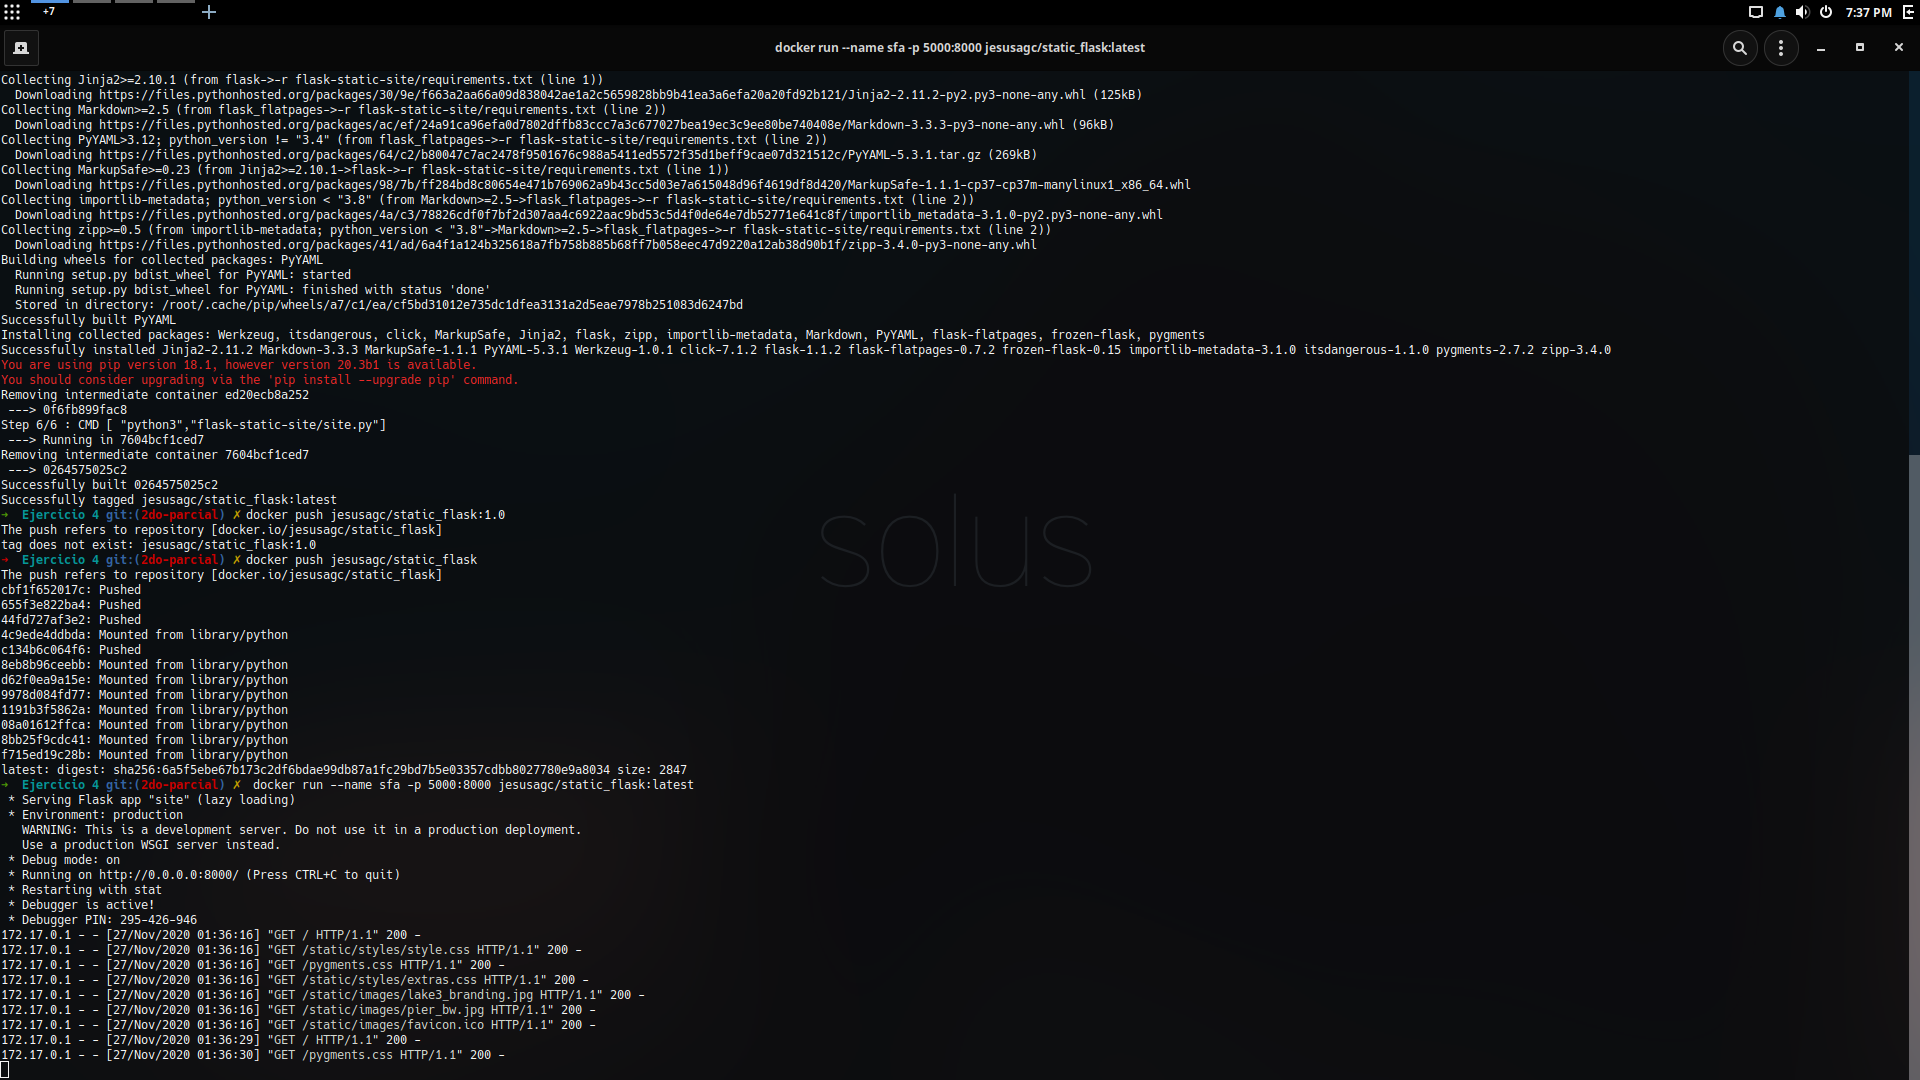 +7
7:37 PM
docker run --name sfa -p 5000:8000 jesusagc/static_flask:latest
Collecting Jinja2>=2.10.1 (from flask->-r flask-static-site/requirements.txt (line 1))
  Downloading https://files.pythonhosted.org/packages/30/9e/f663a2aa66a09d838042ae1a2c5659828bb9b41ea3a6efa20a20fd92b121/Jinja2-2.11.2-py2.py3-none-any.whl (125kB)
Collecting Markdown>=2.5 (from flask_flatpages->-r flask-static-site/requirements.txt (line 2))
  Downloading https://files.pythonhosted.org/packages/ac/ef/24a91ca96efa0d7802dffb83ccc7a3c677027bea19ec3c9ee80be740408e/Markdown-3.3.3-py3-none-any.whl (96kB)
Collecting PyYAML>3.12; python_version != "3.4" (from flask_flatpages->-r flask-static-site/requirements.txt (line 2))
  Downloading https://files.pythonhosted.org/packages/64/c2/b80047c7ac2478f9501676c988a5411ed5572f35d1beff9cae07d321512c/PyYAML-5.3.1.tar.gz (269kB)
Collecting MarkupSafe>=0.23 (from Jinja2>=2.10.1->flask->-r flask-static-site/requirements.txt (line 1))
  Downloading https://files.pythonhosted.org/packages/98/7b/ff284bd8c80654e471b769062a9b43cc5d03e7a615048d96f4619df8d420/MarkupSafe-1.1.1-cp37-cp37m-manylinux1_x86_64.whl
Collecting importlib-metadata; python_version < "3.8" (from Markdown>=2.5->flask_flatpages->-r flask-static-site/requirements.txt (line 2))
  Downloading https://files.pythonhosted.org/packages/4a/c3/78826cdf0f7bf2d307aa4c6922aac9bd53c5d4f0de64e7db52771e641c8f/importlib_metadata-3.1.0-py2.py3-none-any.whl
Collecting zipp>=0.5 (from importlib-metadata; python_version < "3.8"->Markdown>=2.5->flask_flatpages->-r flask-static-site/requirements.txt (line 2))
  Downloading https://files.pythonhosted.org/packages/41/ad/6a4f1a124b325618a7fb758b885b68ff7b058eec47d9220a12ab38d90b1f/zipp-3.4.0-py3-none-any.whl
Building wheels for collected packages: PyYAML
  Running setup.py bdist_wheel for PyYAML: started
  Running setup.py bdist_wheel for PyYAML: finished with status 'done'
  Stored in directory: /root/.cache/pip/wheels/a7/c1/ea/cf5bd31012e735dc1dfea3131a2d5eae7978b251083d6247bd
Successfully built PyYAML
Installing collected packages: Werkzeug, itsdangerous, click, MarkupSafe, Jinja2, flask, zipp, importlib-metadata, Markdown, PyYAML, flask-flatpages, frozen-flask, pygments
Successfully installed Jinja2-2.11.2 Markdown-3.3.3 MarkupSafe-1.1.1 PyYAML-5.3.1 Werkzeug-1.0.1 click-7.1.2 flask-1.1.2 flask-flatpages-0.7.2 frozen-flask-0.15 importlib-metadata-3.1.0 itsdangerous-1.1.0 pygments-2.7.2 zipp-3.4.0
You are using pip version 18.1, however version 20.3b1 is available.
You should consider upgrading via the 'pip install --upgrade pip' command.
Removing intermediate container ed20ecb8a252
 ---> 0f6fb899fac8
Step 6/6 : CMD [ "python3","flask-static-site/site.py"]
 ---> Running in 7604bcf1ced7
Removing intermediate container 7604bcf1ced7
 ---> 0264575025c2
Successfully built 0264575025c2
Successfully tagged jesusagc/static_flask:latest
➜  Ejercicio 4 git:(2do-parcial) ✗ docker push jesusagc/static_flask:1.0
The push refers to repository [docker.io/jesusagc/static_flask]
tag does not exist: jesusagc/static_flask:1.0
➜  Ejercicio 4 git:(2do-parcial) ✗ docker push jesusagc/static_flask
The push refers to repository [docker.io/jesusagc/static_flask]
cbf1f652017c: Pushed
655f3e822ba4: Pushed
44fd727af3e2: Pushed
4c9ede4ddbda: Mounted from library/python
c134b6c064f6: Pushed
8eb8b96ceebb: Mounted from library/python
d62f0ea9a15e: Mounted from library/python
9978d084fd77: Mounted from library/python
1191b3f5862a: Mounted from library/python
08a01612ffca: Mounted from library/python
8bb25f9cdc41: Mounted from library/python
f715ed19c28b: Mounted from library/python
latest: digest: sha256:6a5f5ebe67b173c2df6bdae99db87a1fc29bd7b5e03357cdbb8027780e9a8034 size: 2847
➜  Ejercicio 4 git:(2do-parcial) ✗  docker run --name sfa -p 5000:8000 jesusagc/static_flask:latest
 * Serving Flask app "site" (lazy loading)
 * Environment: production
   WARNING: This is a development server. Do not use it in a production deployment.
   Use a production WSGI server instead.
 * Debug mode: on
 * Running on http://0.0.0.0:8000/ (Press CTRL+C to quit)
 * Restarting with stat
 * Debugger is active!
 * Debugger PIN: 295-426-946
172.17.0.1 - - [27/Nov/2020 01:36:16] "GET / HTTP/1.1" 200 -
172.17.0.1 - - [27/Nov/2020 01:36:16] "GET /static/styles/style.css HTTP/1.1" 200 -
172.17.0.1 - - [27/Nov/2020 01:36:16] "GET /pygments.css HTTP/1.1" 200 -
172.17.0.1 - - [27/Nov/2020 01:36:16] "GET /static/styles/extras.css HTTP/1.1" 200 -
172.17.0.1 - - [27/Nov/2020 01:36:16] "GET /static/images/lake3_branding.jpg HTTP/1.1" 200 -
172.17.0.1 - - [27/Nov/2020 01:36:16] "GET /static/images/pier_bw.jpg HTTP/1.1" 200 -
172.17.0.1 - - [27/Nov/2020 01:36:16] "GET /static/images/favicon.ico HTTP/1.1" 200 -
172.17.0.1 - - [27/Nov/2020 01:36:29] "GET / HTTP/1.1" 200 -
172.17.0.1 - - [27/Nov/2020 01:36:30] "GET /pygments.css HTTP/1.1" 200 -
solus